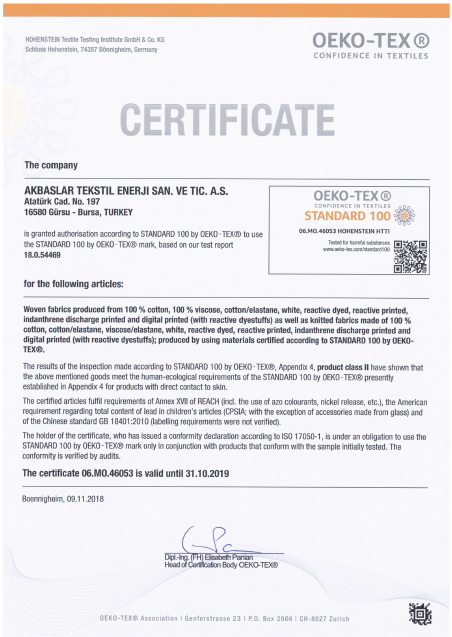 HOHENSTEIN Textile Testing Institute GmbH & Co. KG
Schloss Hohenstein, 74357 Bönnigheim, Germany
OEKO-TEX®
CONFIDENCE IN TEXTILES
CERTIFICATE
The company
AKBASLAR TEKSTIL ENERJI SAN. VE TIC. A.S.
Atatürk Cad. No. 197
16580 Gürsu - Bursa, TURKEY
is granted authorisation according to STANDARD 100 by OEKO-TEX® to use
the STANDARD 100 by OEKO-TEX® mark, based on our test report
18.0.54469
OEKO-TEX®
CONFIDENCE IN TEXTILES
STANDARD 100
06.MO.46053 HOHENSTEIN HTTI
Tested for harmful substances
www.oeko-tex.com/standard100
for the following articles:
Woven fabrics produced from 100 % cotton, 100 % viscose, cotton/elastane, white, reactive dyed, reactive printed,
indanthrene discharge printed and digital printed (with reactive dyestuffs) as well as knitted fabrics made of 100 %
cotton, cotton/elastane, viscose/elastane, white, reactive dyed, reactive printed, indanthrene discharge printed and
digital printed (with reactive dyestuffs); produced by using materials certified according to STANDARD 100 by OEKO-
TEX®.
The results of the inspection made according to STANDARD 100 by OEKO-TEX®, Appendix 4, product class II have shown that
the above mentioned goods meet the human-ecological requirements of the STANDARD 100 by OEKO-TEX® presently
established in Appendix 4 for products with direct contact to skin.
The certified articles fulfil requirements of Annex XVII of REACH (incl. the use of azo colourants, nickel release, etc.), the American
requirement regarding total content of lead in children's articles (CPSIA; with the exception of accessories made from glass) and
of the Chinese standard GB 18401:2010 (labelling requirements were not verified).
The holder of the certificate, who has issued a conformity declaration according to ISO 17050-1, is under an obligation to use the
STANDARD 100 by OEKO-TEX® mark only in conjunction with products that conform with the sample initially tested. The
conformity is verified by audits.
The certificate 06.MO.46053 is valid until 31.10.2019
Boennigheim, 09.11.2018
Dipl.-Ing. (FH) Elisabeth Panian
Head of Certification Body OEKO-TEX®
OEKO-TEX® Association | Genferstrasse 23 | P.O. Box 2006 | CH-8027 Zurich